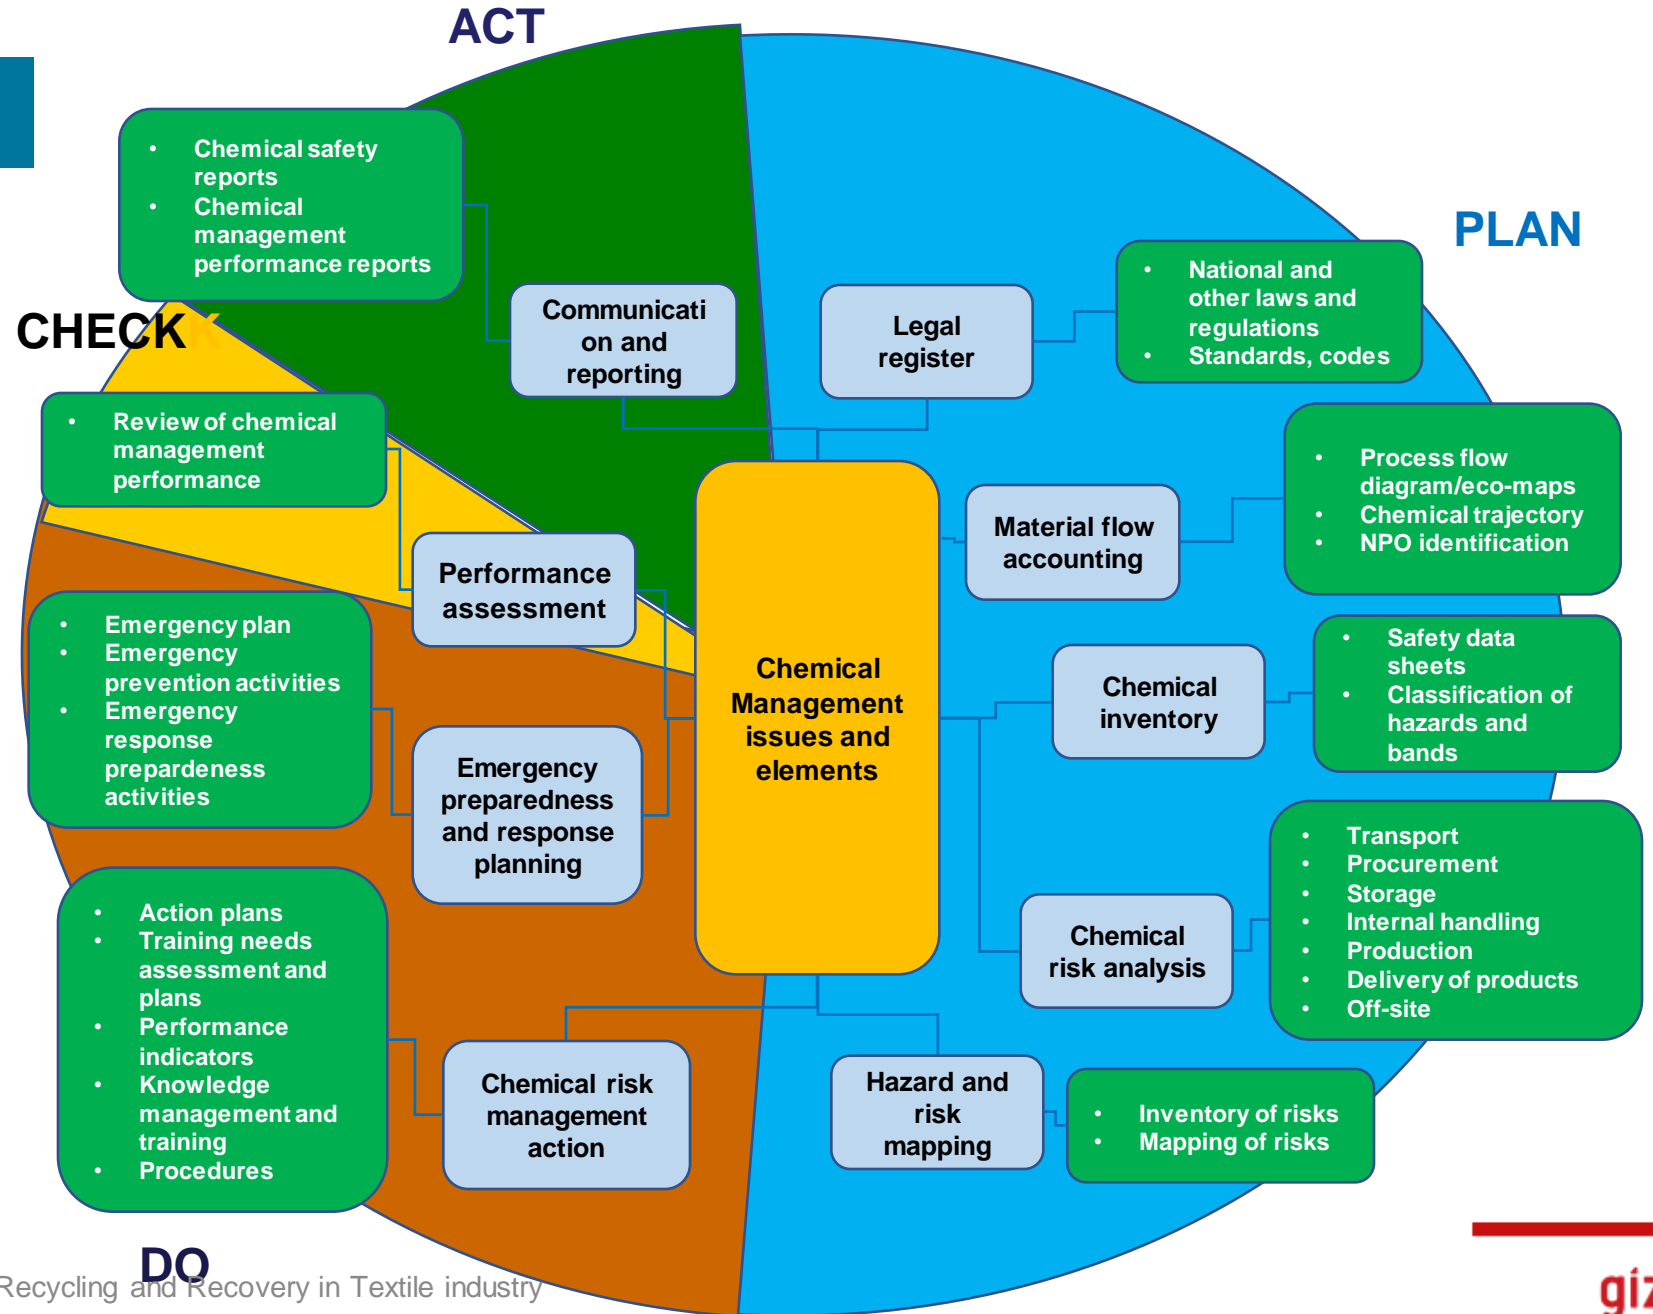 ACT
PLAN
• Chemical safety
reports
• Chemical
management
performance reports
CHECKK
Communicati
on and
reporting
Legal
register
• National and
other laws and
regulations
• Standards, codes
• Review of chemical
management
performance
Material flow
accounting
• Process flow
diagram/eco-maps
• Chemical trajectory
• NPO identification
Performance
assessment
• Emergency plan
• Emergency
prevention activities
• Emergency
response
prepardeness
activities
Chemical
Management
issues and
elements
Chemical
inventory
• Safety data
sheets
• Classification of
hazards and
bands
Emergency
preparedness
and response
planning
Chemical
risk analysis
• Transport
• Procurement
• Storage
• Internal handling
• Production
• Delivery of products
• Off-site
• Action plans
• Training needs
assessment and
plans
• Performance
indicators
• Knowledge
management and
training
• Procedures
Chemical risk
management
action
Hazard and
risk
mapping
• Inventory of risks
• Mapping of risks
DO
Recycling and Recovery in Textile industry
giz